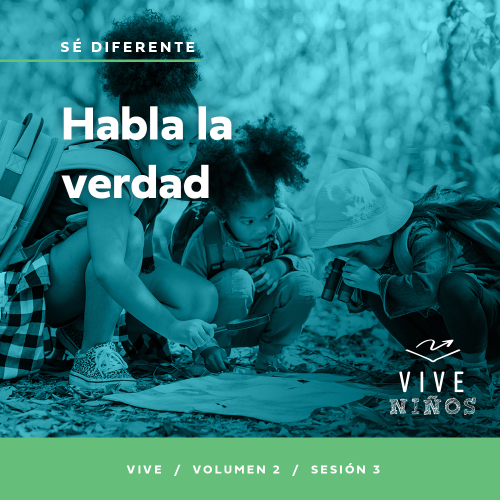 SÉ DIFERENTE
Habla la
verdad
VIVE
NIÑOS
VIVE / VOLUMEN 2 / SESIÓN 3